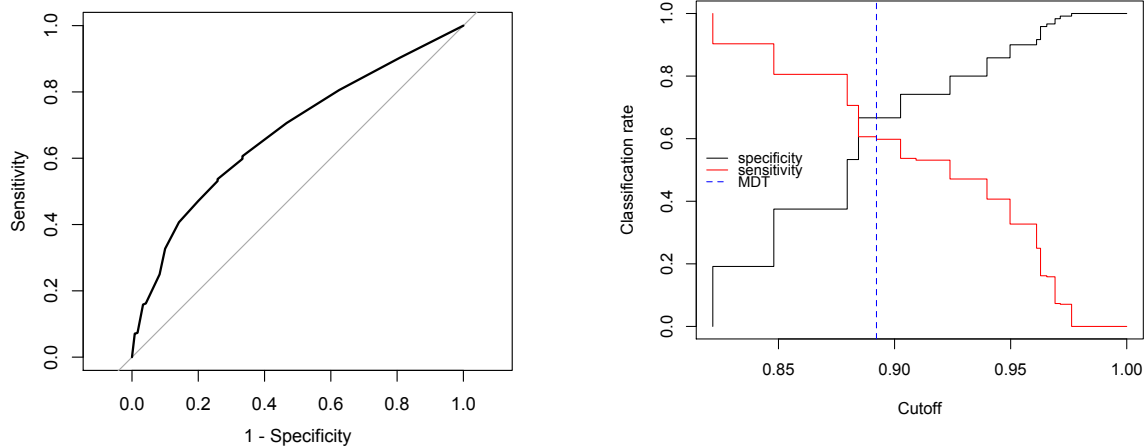 Sensitivity
1.0
0.8
0.6
0.4
0.2
0.0
0.0 0.2 0.4 0.6 0.8 1.0
1 - Specificity
Classification rate
1.0
0.8
0.6
0.4
0.2
0.0
specificity
sensitivity
MDT
0.85 0.90 0.95 1.00
Cutoff